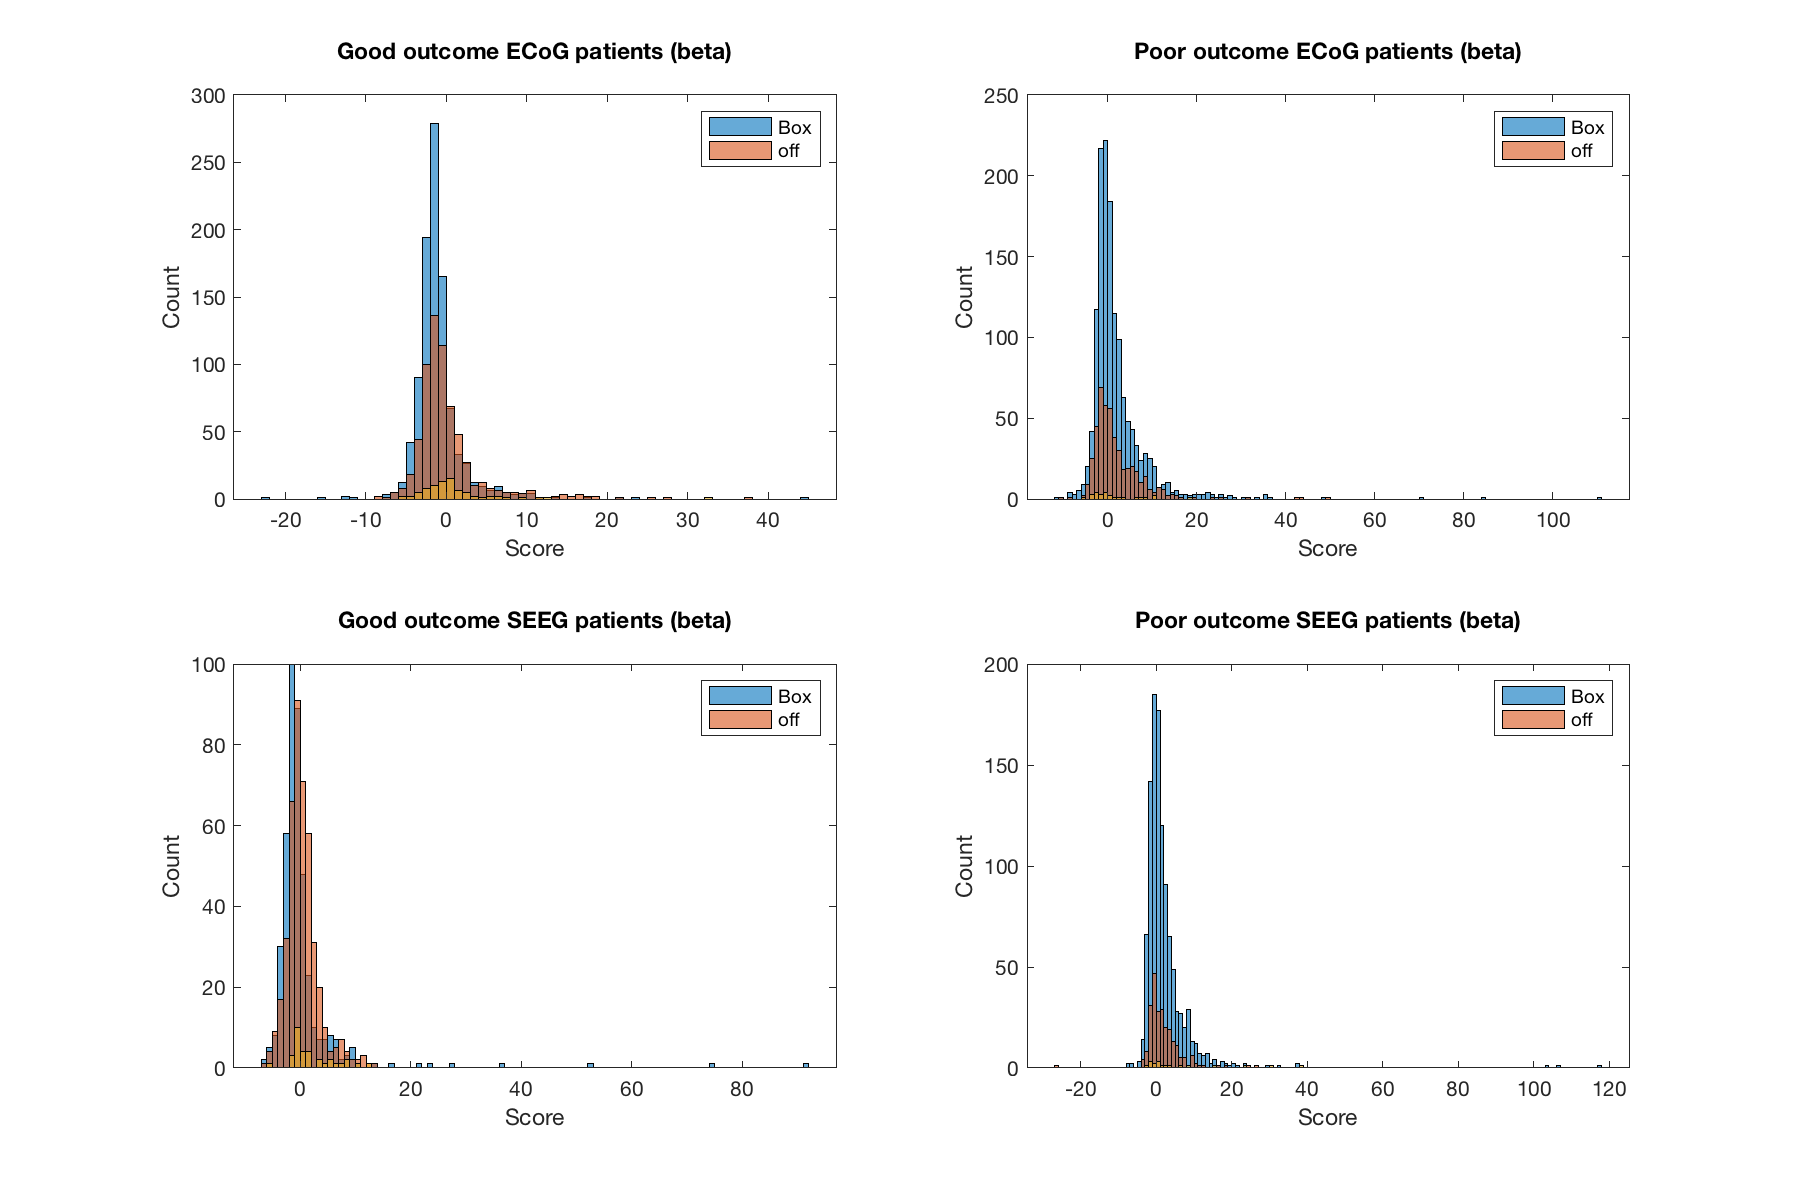 Good outcome ECoG patients (beta)
300
250
200
150
100
50
0
-20 -10 0 10 20 30 40
Count
Score
Box
off
Poor outcome ECoG patients (beta)
250
200
150
100
50
0
0 20 40 60 80 100
Count
Score
Box
off
Good outcome SEEG patients (beta)
100
80
60
40
20
0
0 20 40 60 80
Count
Score
Box
off
Poor outcome SEEG patients (beta)
200
150
100
50
0
-20 0 20 40 60 80 100 120
Count
Score
Box
off